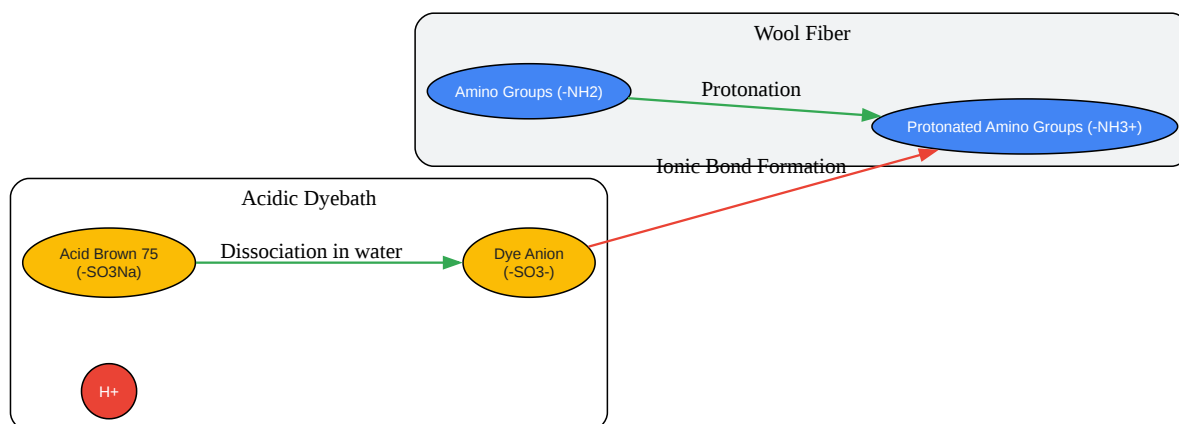 Wool Fiber
Amino Groups (-NH2)
Protonation
Protonated Amino Groups (-NH3+)
Ionic Bond Formation
Acidic Dyebath
Acid Brown 75
(-SO3Na)
Dissociation in water
Dye Anion
(-SO3-)
H+